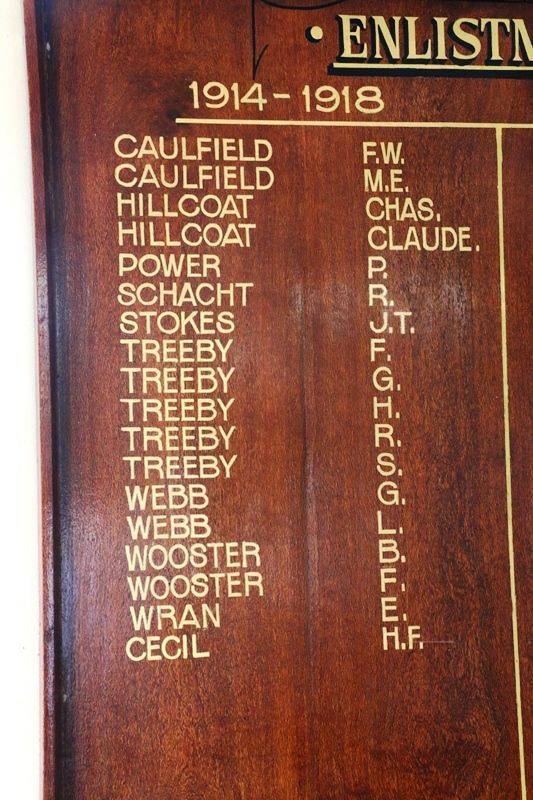 • ENLISTM
1914 - 1918
CAULFIELD F.W.
CAULFIELD M.E.
HILLCOAT CHAS.
HILLCOAT CLAUDE.
POWER P.
SCHACHT R.
STOKES J.T.
TREEBY F.
TREEBY G.
TREEBY H.
TREEBY R.
TREEBY S.
WEBB G.
WEBB L.
WOOSTER B.
WOOSTER F.
WRAN E.
CECIL H.F.